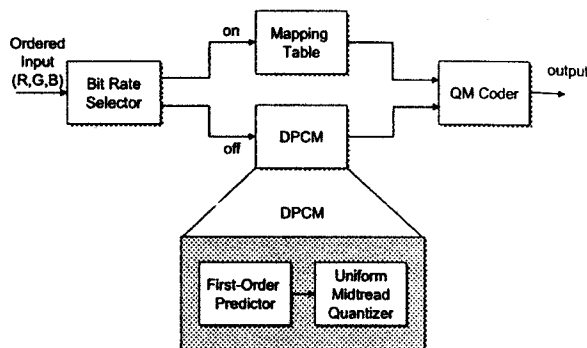 Ordered
Input
(R,G,B)
Bit Rate
Selector
on
off
Mapping
Table
DPCM
QM Coder
output
DPCM
First-Order
Predictor
Uniform
Midtread
Quantizer